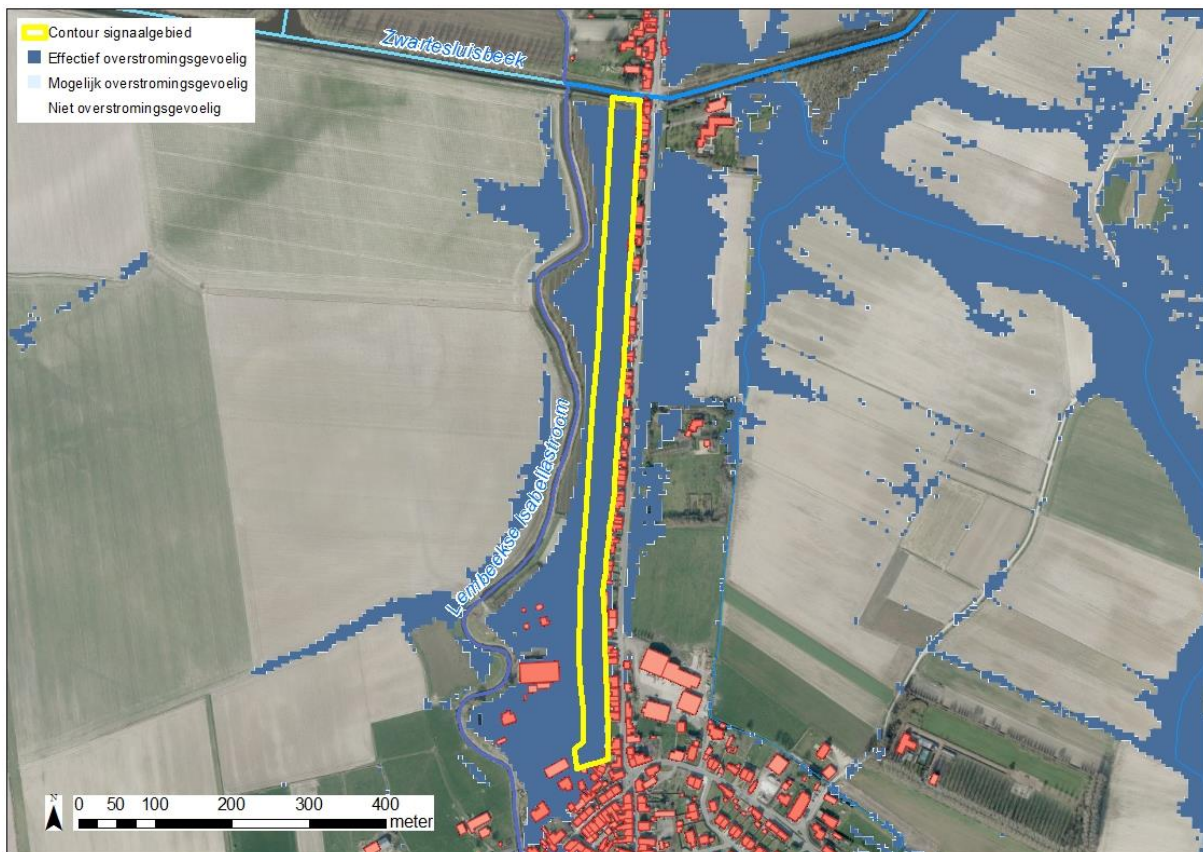 Contour signaalgebied
Effectief overstromingsgevoelig
Mogelijk overstromingsgevoelig
Niet overstromingsgevoelig
Zwartesluisbeek
Lembeekse Isabellastroom
N
0 50 100 200 300 400
meter